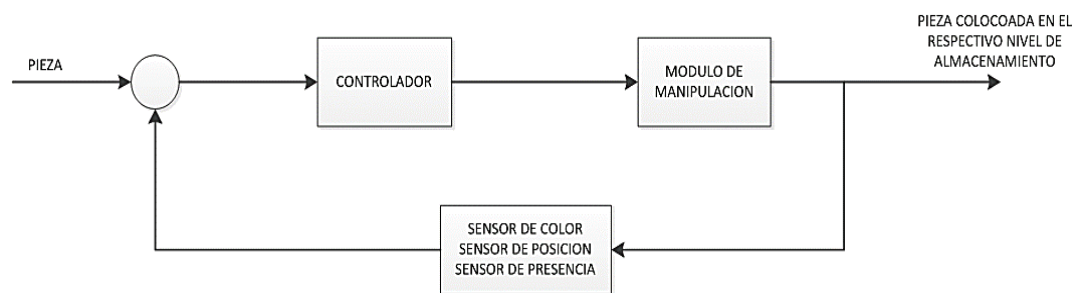 PIEZA
CONTROLADOR
MODULO DE
MANIPULACION
PIEZA COLOCOADA EN EL
RESPECTIVO NIVEL DE
ALMACENAMIENTO
SENSOR DE COLOR
SENSOR DE POSICION
SENSOR DE PRESENCIA